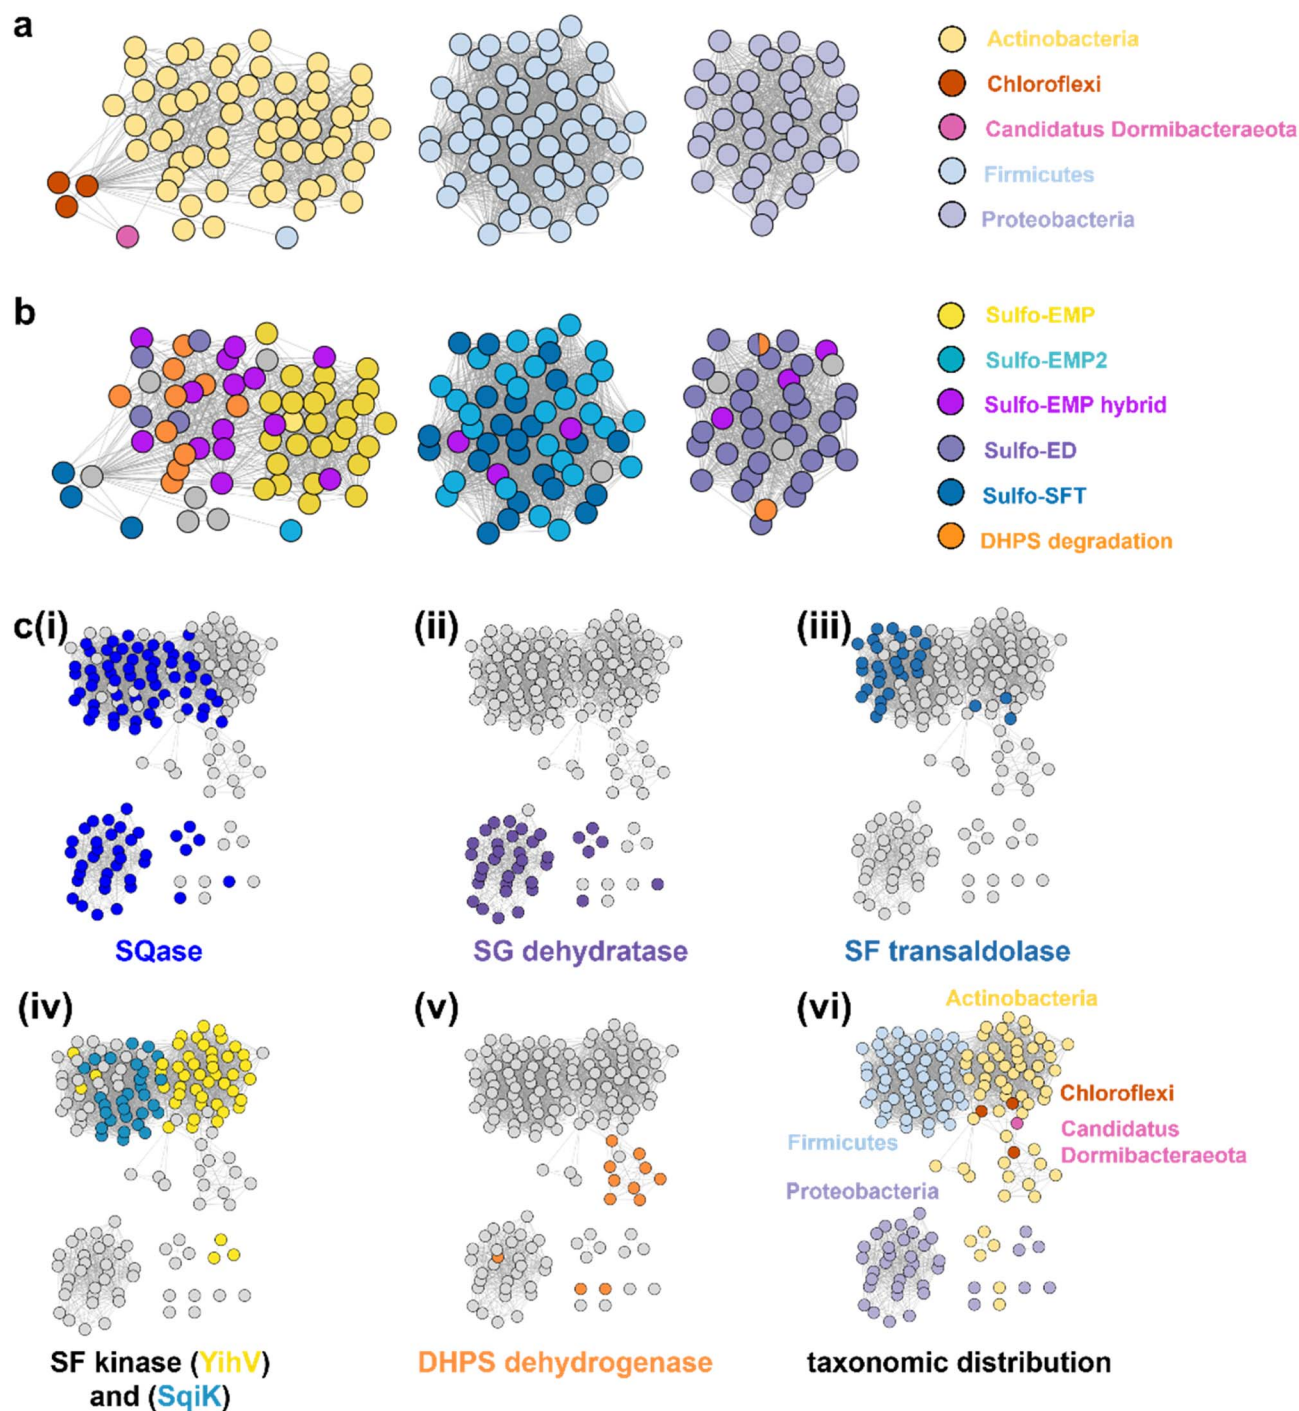 a
Actinobacteria
Chloroflexi
Candidatus Dormibacteraeota
Firmicutes
Proteobacteria
b
Sulfo-EMP
Sulfo-EMP2
Sulfo-EMP hybrid
Sulfo-ED
Sulfo-SFT
DHPS degradation
c(i)
(ii)
(iii)
SQase
SG dehydratase
SF transaldolase
(iv)
(v)
(vi)
Actinobacteria
Chloroflexi
Candidatus
Dormibacteraeota
Firmicutes
Proteobacteria
SF kinase (YihV)
and (SqiK)
DHPS dehydrogenase
taxonomic distribution